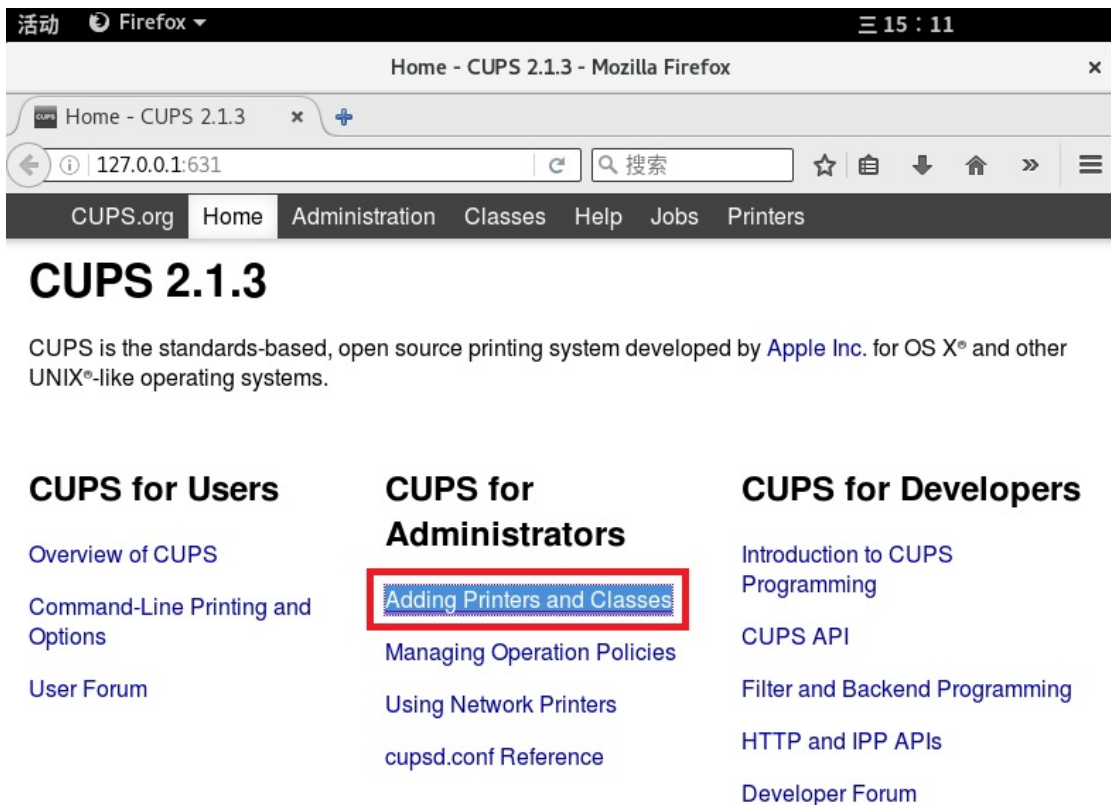 活动 Firefox 三 15：11
Home - CUPS 2.1.3 - Mozilla Firefox
CUPS Home - CUPS 2.1.3
127.0.0.1:631 搜索
CUPS.org Home Administration Classes Help Jobs Printers
CUPS 2.1.3
CUPS is the standards-based, open source printing system developed by Apple Inc. for OS X® and other
UNIX®-like operating systems.
CUPS for Users
Overview of CUPS
Command-Line Printing and
Options
User Forum
CUPS for
Administrators
Adding Printers and Classes
Managing Operation Policies
Using Network Printers
cupsd.conf Reference
CUPS for Developers
Introduction to CUPS
Programming
CUPS API
Filter and Backend Programming
HTTP and IPP APIs
Developer Forum